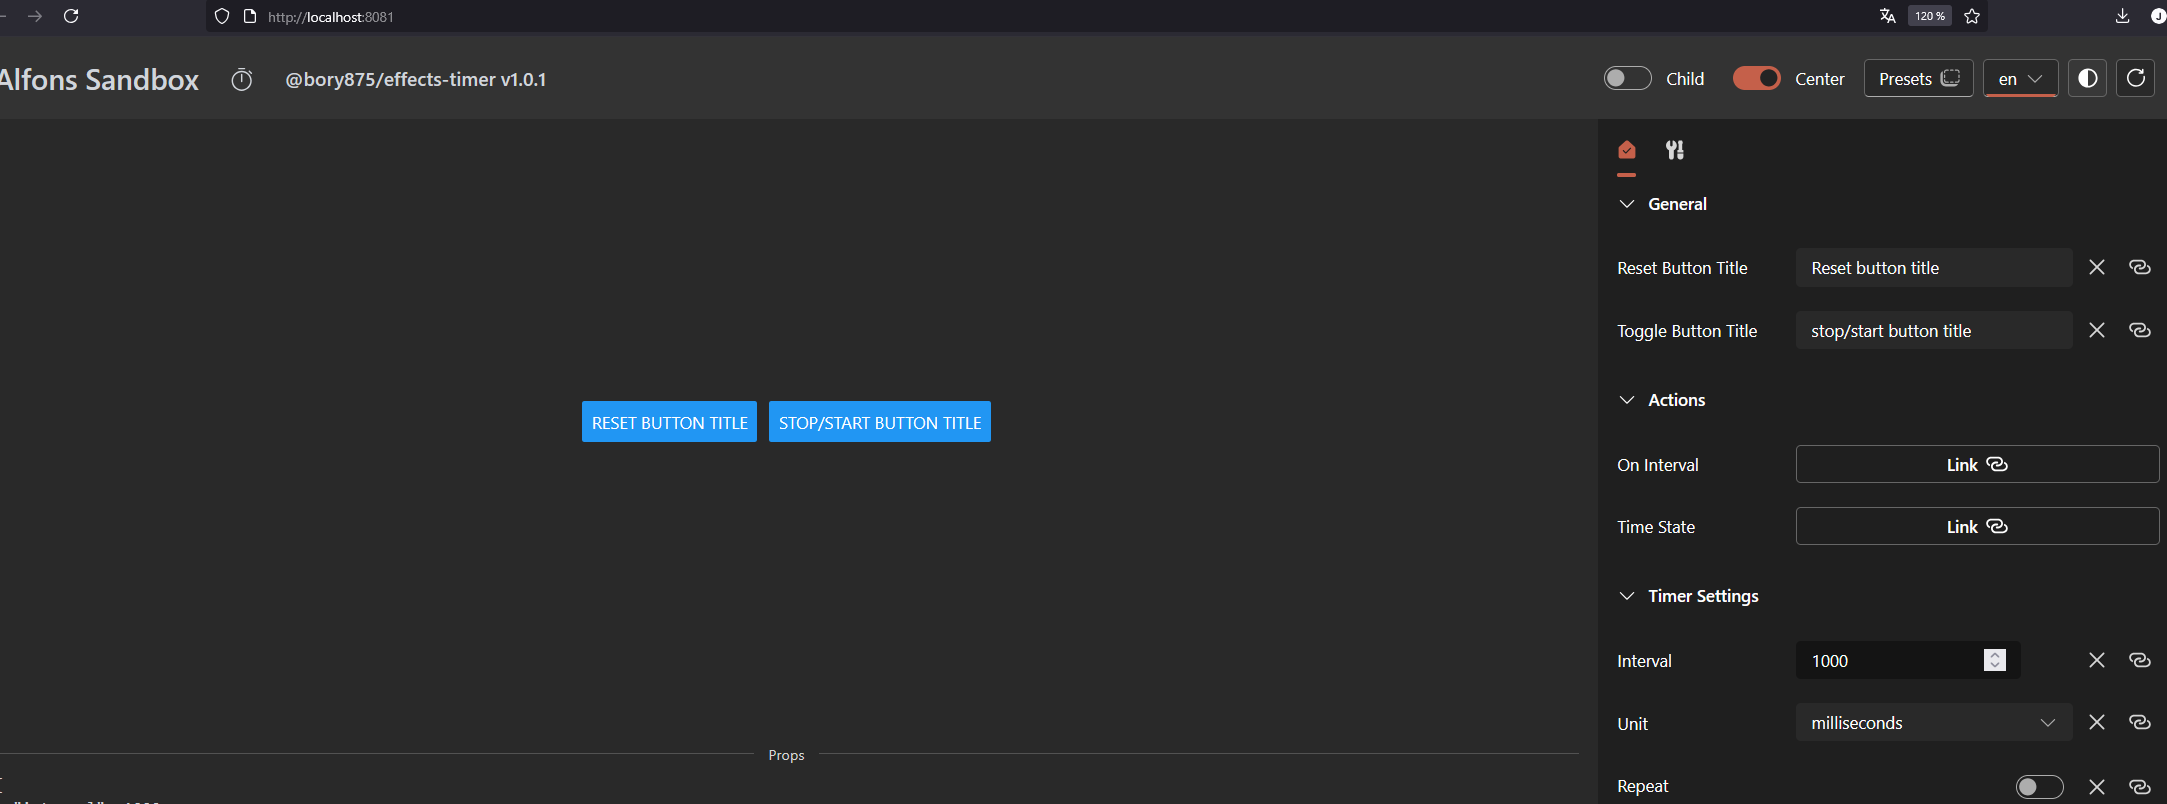 http://localhost:8081
120 %
J
Alfons Sandbox
@bory875/effects-timer v1.0.1
Child
Center
Presets
en
General
Reset Button Title
Reset button title
Toggle Button Title
stop/start button title
Actions
RESET BUTTON TITLE
STOP/START BUTTON TITLE
On Interval
Link
Time State
Link
Timer Settings
Interval
1000
Unit
milliseconds
Props
Repeat